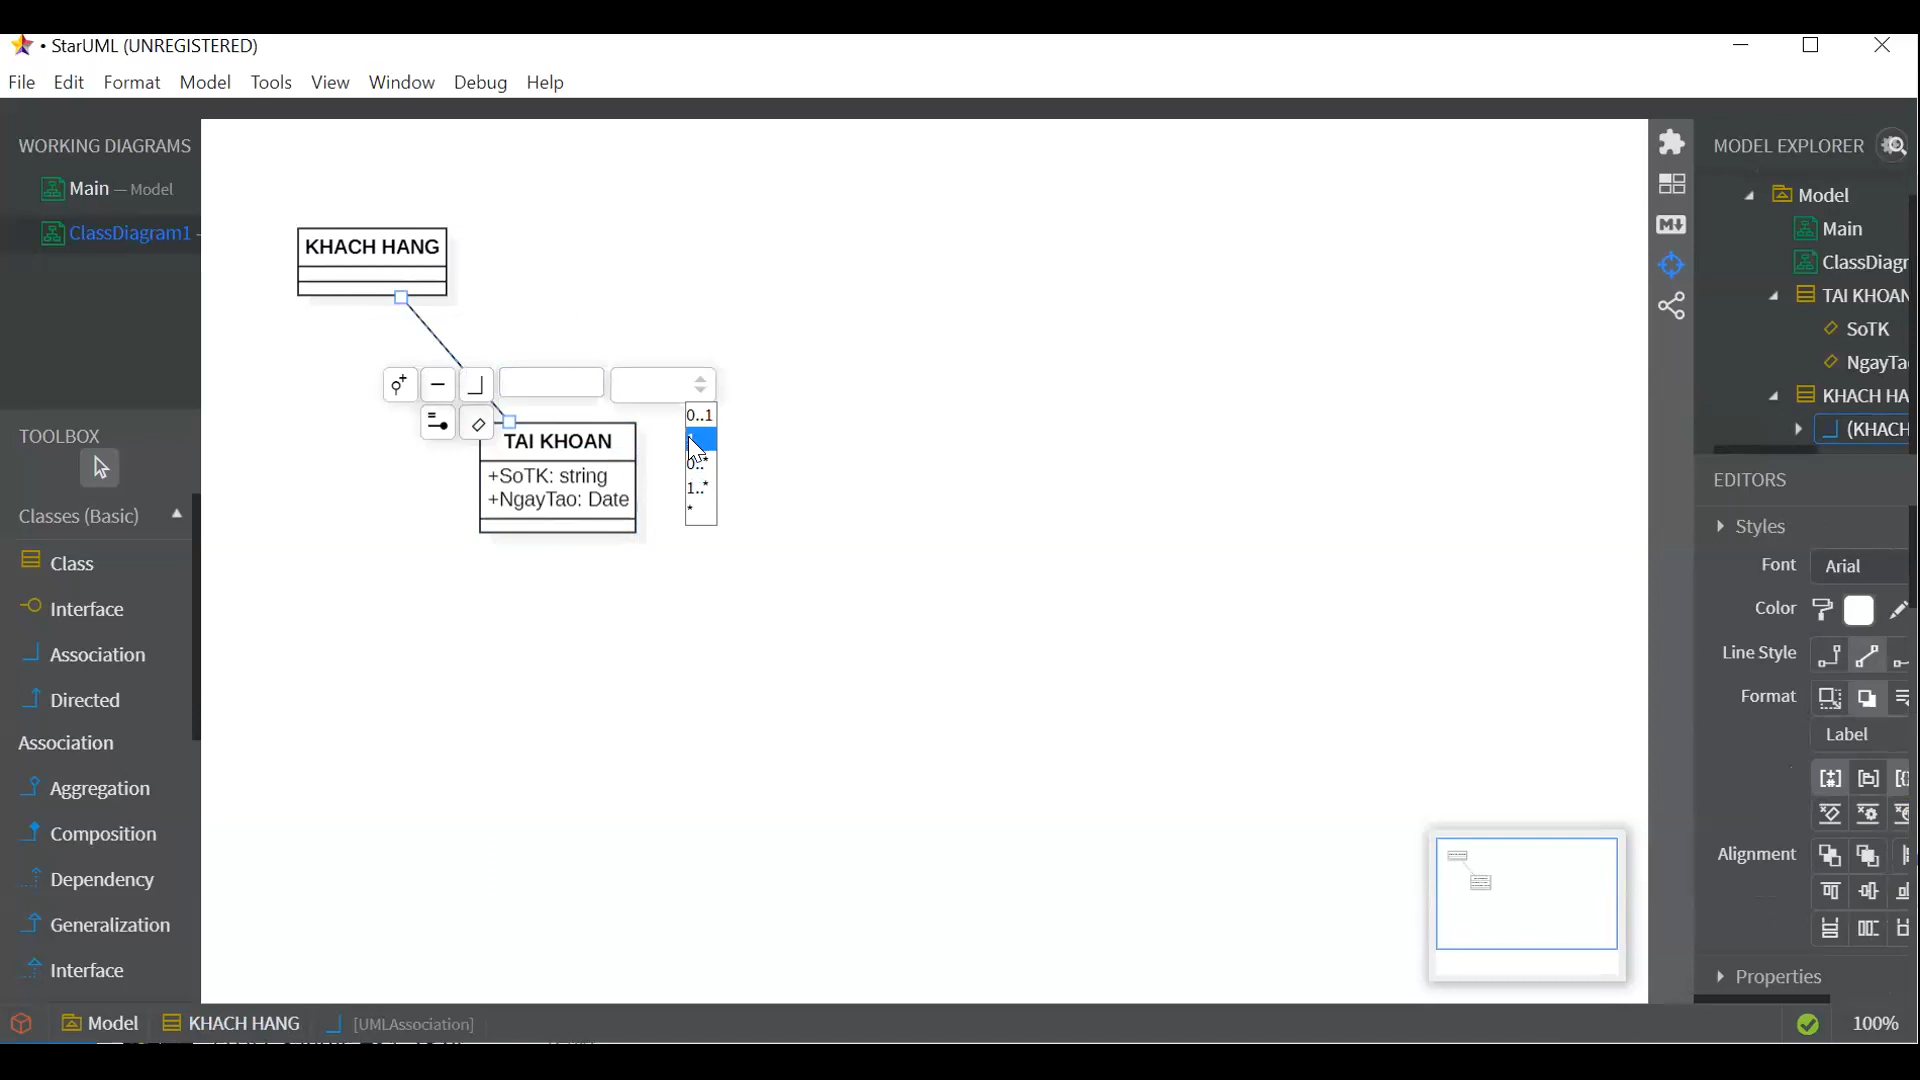 • StarUML (UNREGISTERED)
File Edit Format Model Tools View Window Debug Help
WORKING DIAGRAMS
Main — Model
ClassDiagram1 -
TOOLBOX
Classes (Basic)
Class
Interface
Association
Directed
Association
Aggregation
Composition
Dependency
Generalization
Interface
KHACH HANG
TAI KHOAN
+SoTK: string
+NgayTao: Date
0..1
0..*
1..*
*
MODEL EXPLORER
Model
Main
ClassDiagr
TAI KHOAN
SoTK
NgayTa
KHACH HA
(KHACH
EDITORS
Styles
Font Arial
Color
Line Style
Format
Label
Alignment
Properties
Model KHACH HANG [UMLAssociation]
100%